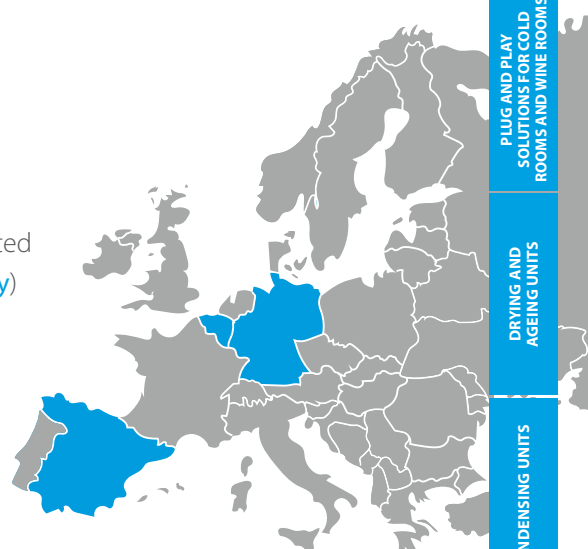 ted
y)
PLUG AND PLAY
SOLUTIONS FOR COLD
ROOMS AND WINE ROOMS
DRYING AND
AGEING UNITS
NDENSING UNITS